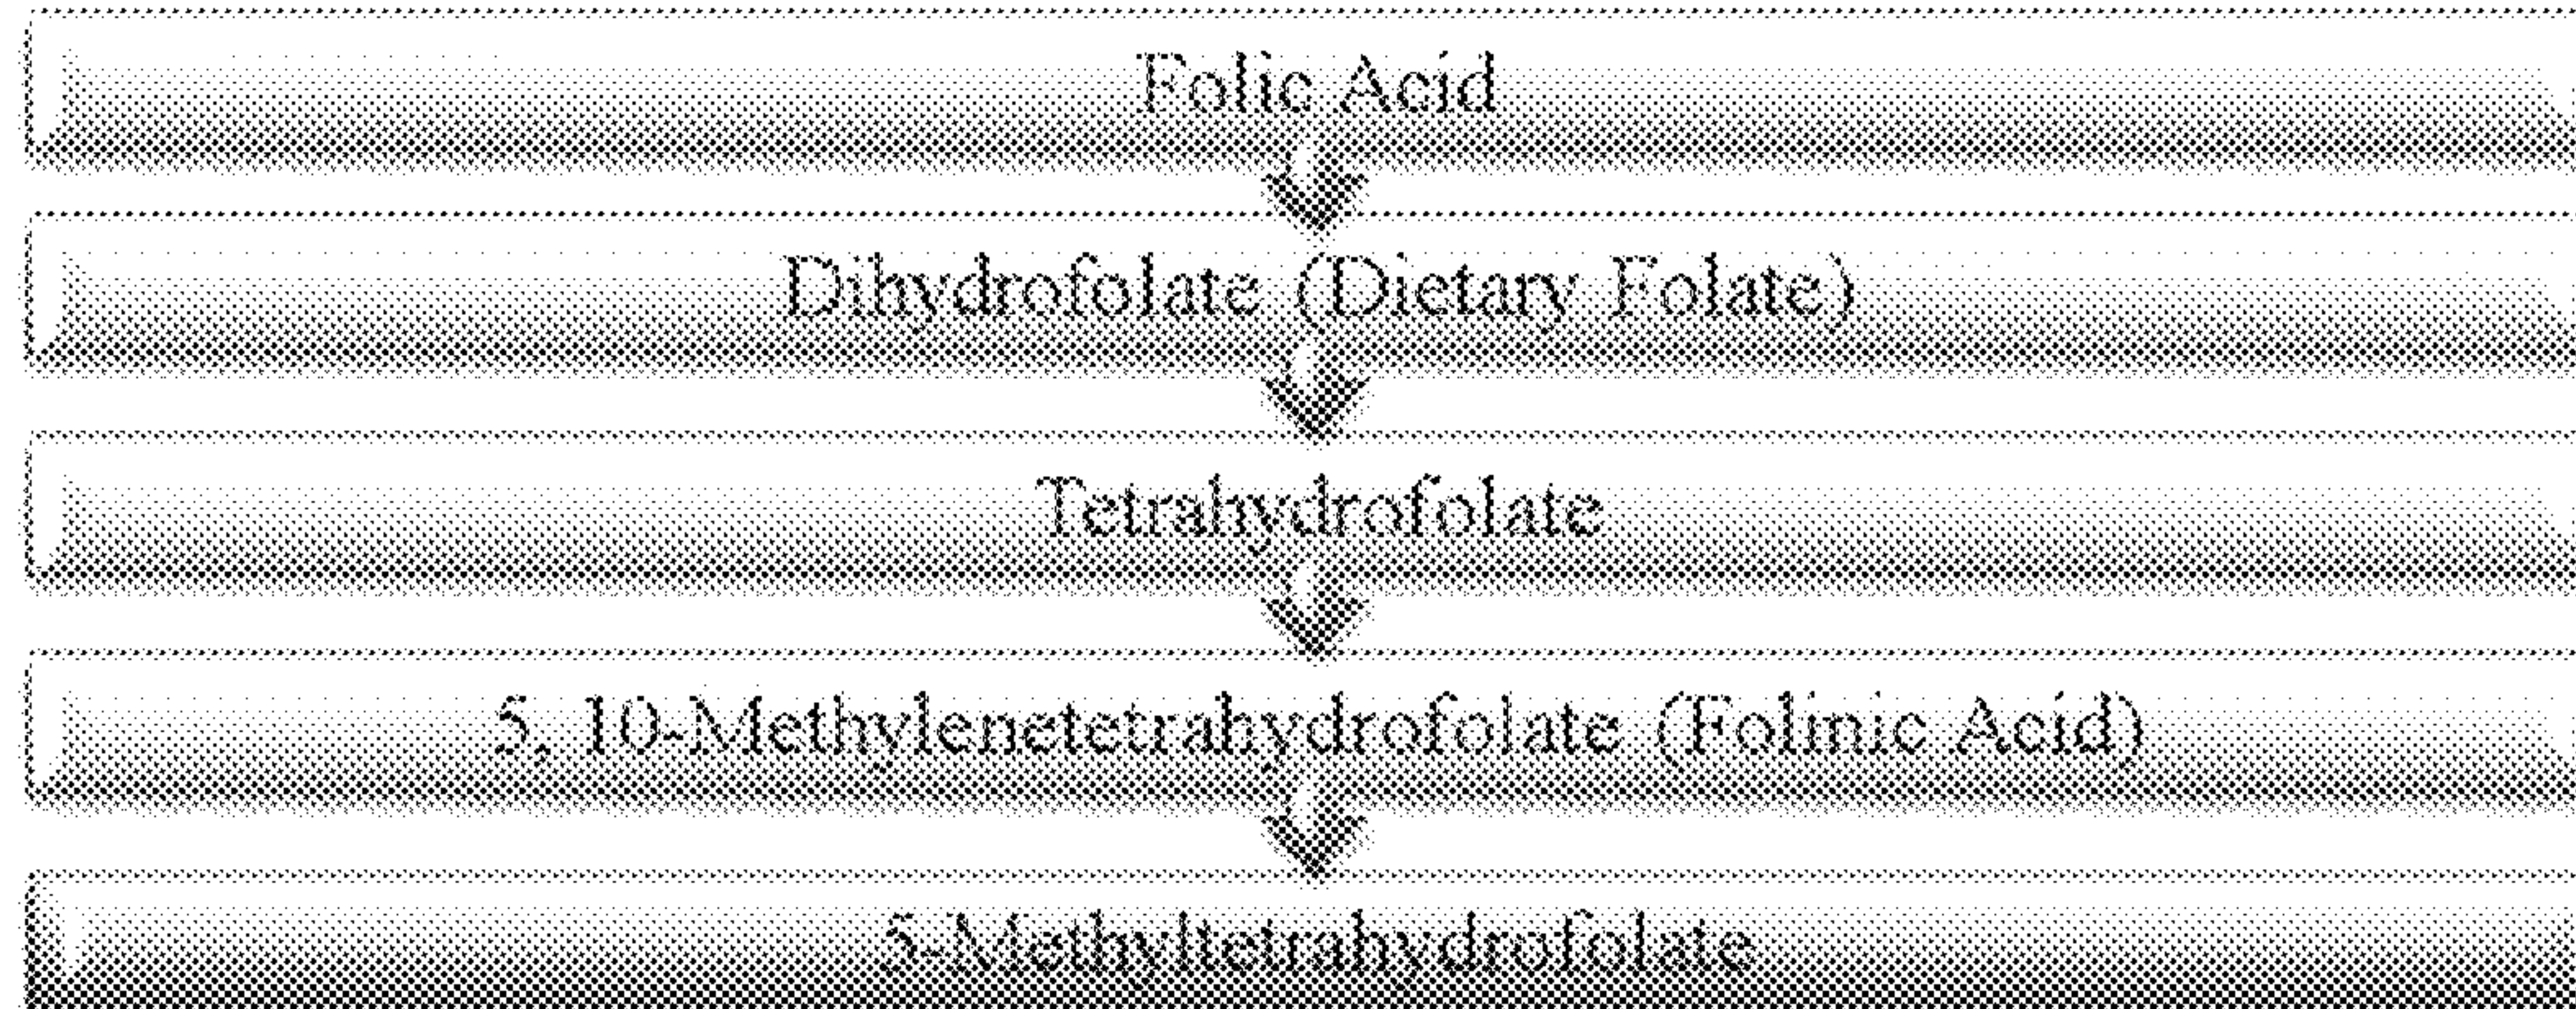 Folic Acid
Dihydrofolate (Dietary Folate)
Tetrahydrofolate
5, 10-Methylenetetrahydrofolate (Folinic Acid)
5-Methyltetrahydrofolate